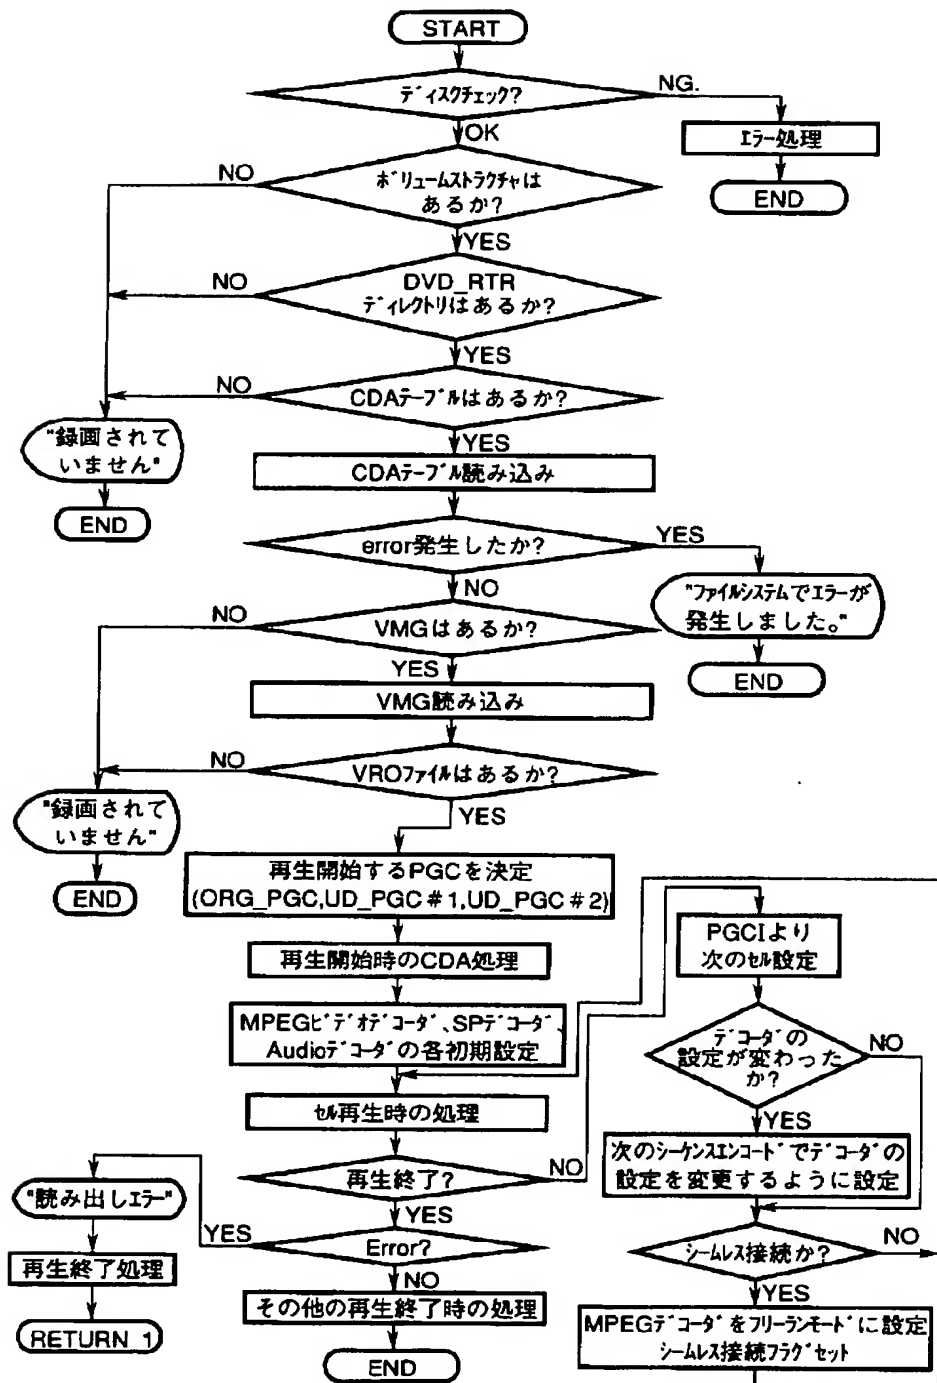 START
ディスクチェック?
NG.
エラー処理
END
OK
ボリュームストラクチャは
あるか?
NO
YES
DVD_RTR
ディレクトリはあるか?
NO
YES
CDAテーブルはあるか?
NO
"録画されて
いません"
END
YES
CDAテーブル読み込み
error発生したか?
YES
"ファイルシステムでエラーが
発生しました。"
END
NO
VMGはあるか?
NO
YES
VMG読み込み
VROファイルはあるか?
NO
"録画されて
いません"
END
YES
再生開始するPGCを決定
(ORG_PGC,UD_PGC#1,UD_PGC#2)
再生開始時のCDA処理
MPEGビデオデコーダ、SPデコーダ、
Audioデコーダの各初期設定
セル再生時の処理
再生終了?
NO
YES
Error?
YES
"読み出しエラー"
再生終了処理
RETURN 1
NO
その他の再生終了時の処理
END
PGCIより
次のセル設定
デコーダの
設定が変わった
か?
NO
YES
次のシーケンスエンコードでデコーダの
設定を変更するように設定
シームレス接続か?
NO
YES
MPEGデコーダをフリーランモードに設定
シームレス接続フラグセット